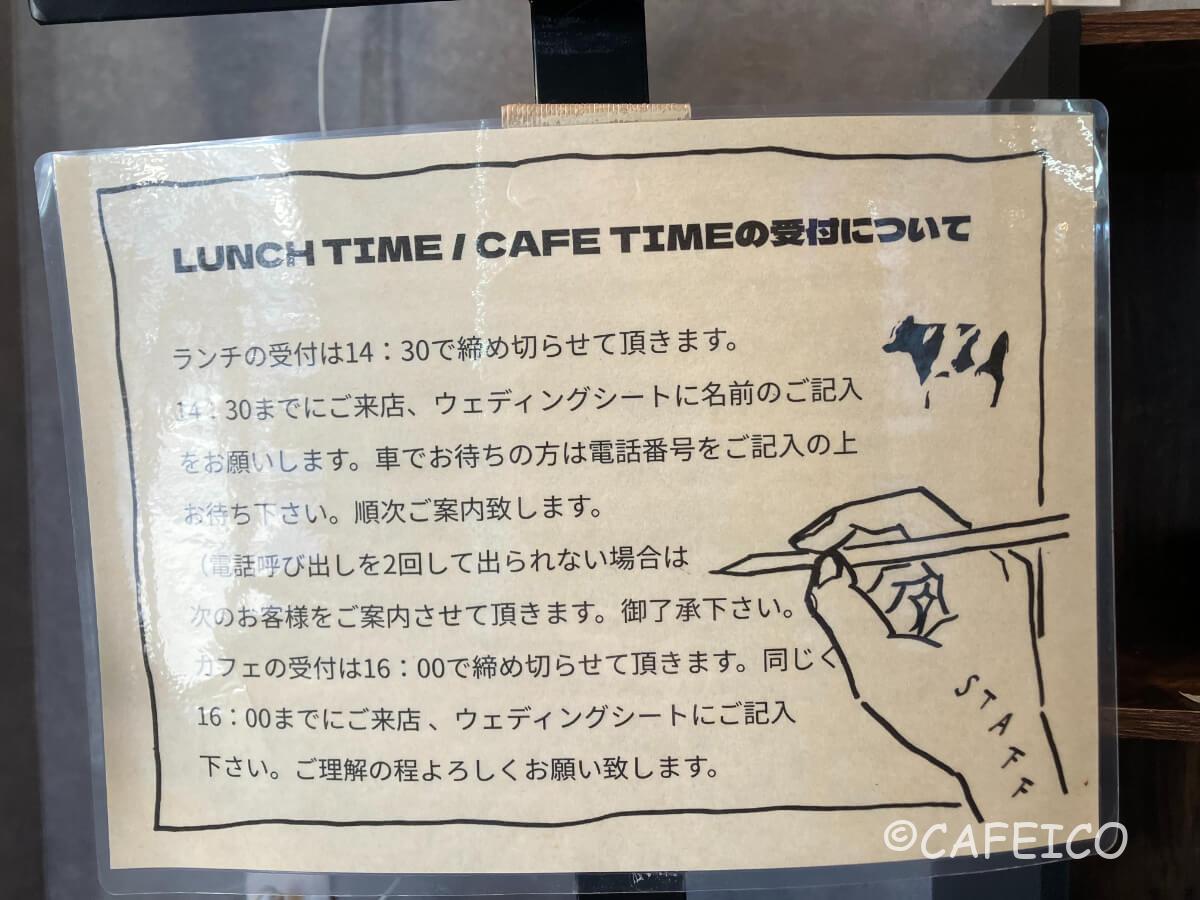 LUNCH TIME / CAFE TIMEの受付について
ランチの受付は14：30で締め切らせて頂きます。
14：30までにご来店、ウェディングシートに名前のご記入
をお願いします。車でお待ちの方は電話番号をご記入の上
お待ち下さい。順次ご案内致します。
（電話呼び出しを2回して出られない場合は
次のお客様をご案内させて頂きます。御了承下さい。
カフェの受付は16：00で締め切らせて頂きます。同じく
16：00までにご来店、ウェディングシートにご記入
下さい。ご理解の程よろしくお願い致します。
STAFF
©CAFEICO